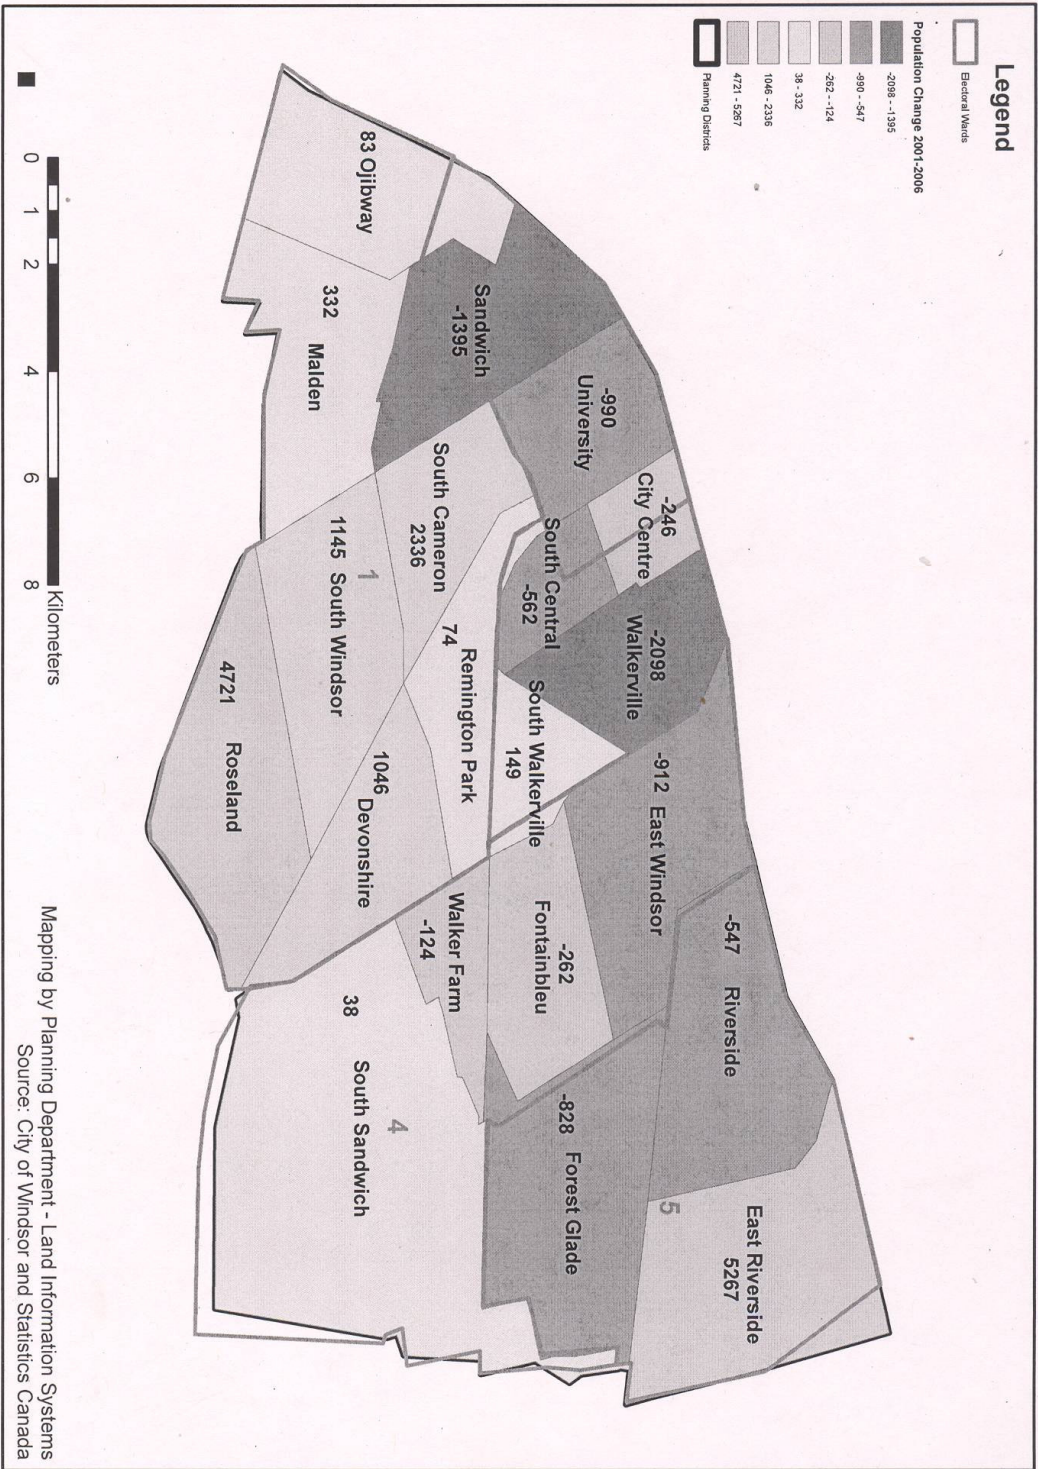 Legend
Electoral Wards
Population Change 2001-2006
-2098 - -1395
-990 - -547
-262 - -124
38 - 332
1046 - 2336
4721 - 5267
Planning Districts
83 Ojibway
332 Malden
Sandwich
-1395
-990
University
-246
City Centre
South Cameron
2336
South Central
-562
1145 South Windsor
1
-2098
Walkerville
74 Remington Park
South Walkerville
149
4721 Roseland
1046 Devonshire
-912 East Windsor
Walker Farm
-124
-262
Fontainbleu
-547 Riverside
38 South Sandwich
4
-828 Forest Glade
5
East Riverside
5267
0 1 2 4 6 8
Kilometers
Mapping by Planning Department - Land Information Systems
Source: City of Windsor and Statistics Canada